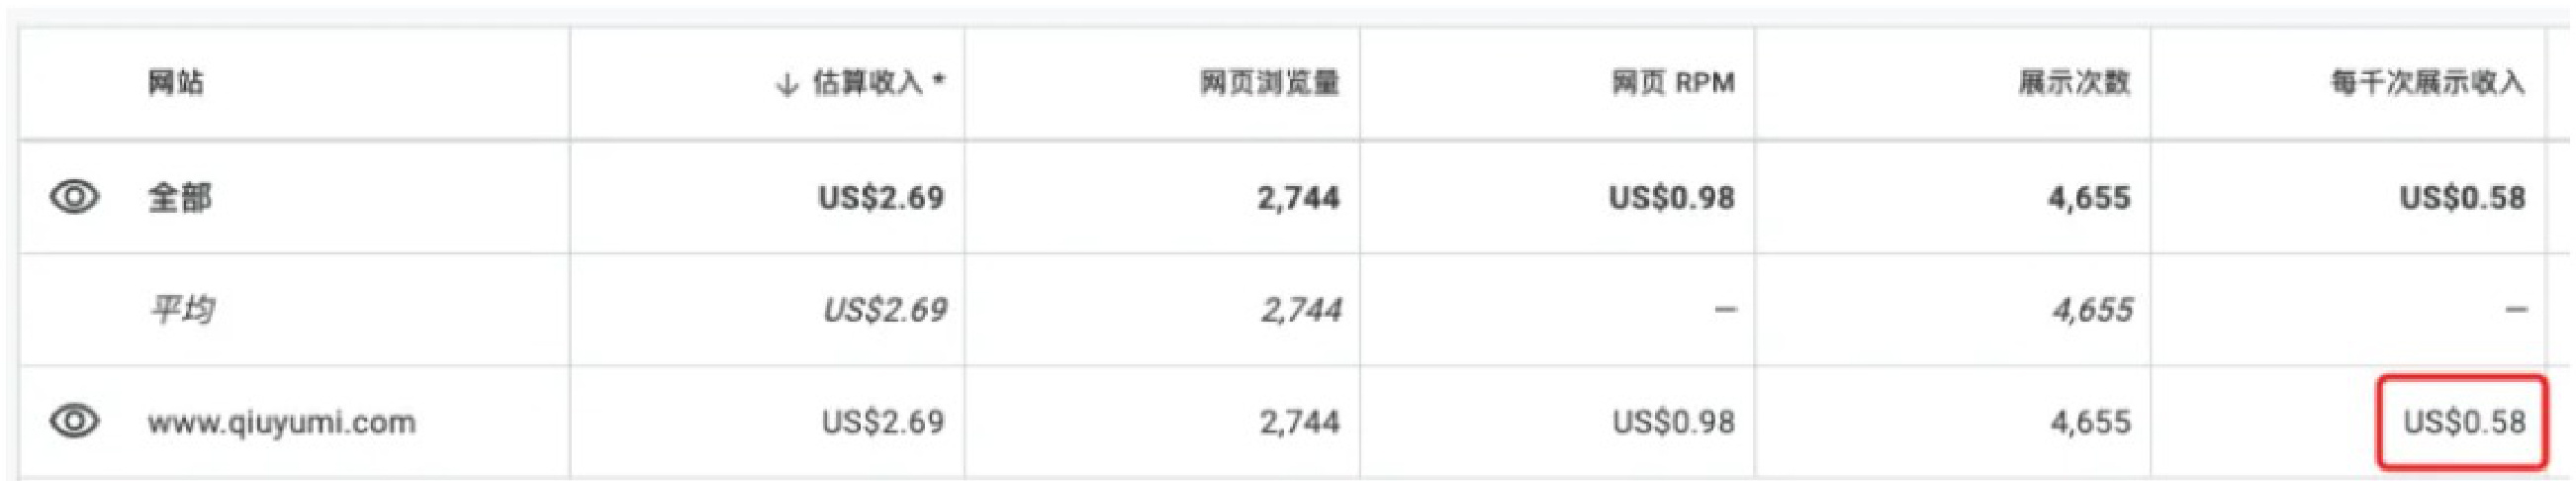 网站 ↓ 估算收入 * 网页浏览量 网页 RPM 展示次数 每千次展示收入
全部 US$2.69 2,744 US$0.98 4,655 US$0.58
平均 US$2.69 2,744 — 4,655 —
www.qiuyumi.com US$2.69 2,744 US$0.98 4,655 US$0.58